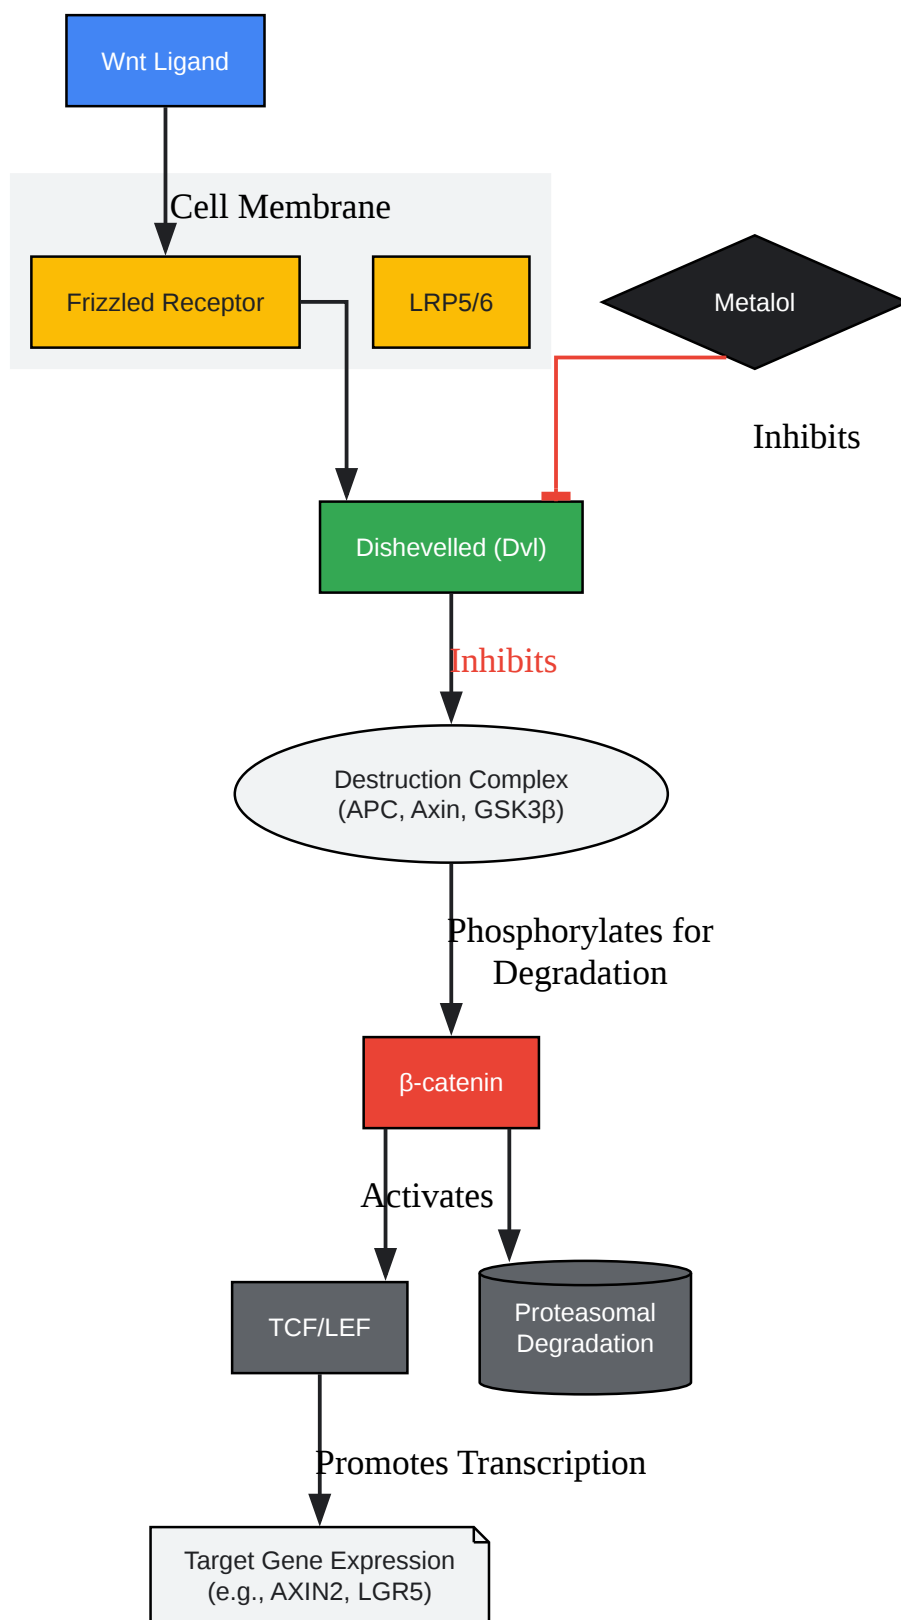 Wnt Ligand
Cell Membrane
Frizzled Receptor
LRP5/6
Metalol
Inhibits
Dishevelled (Dvl)
Inhibits
Destruction Complex
(APC, Axin, GSK3β)
Phosphorylates for
Degradation
β-catenin
Activates
TCF/LEF
Proteasomal
Degradation
Promotes Transcription
Target Gene Expression
(e.g., AXIN2, LGR5)